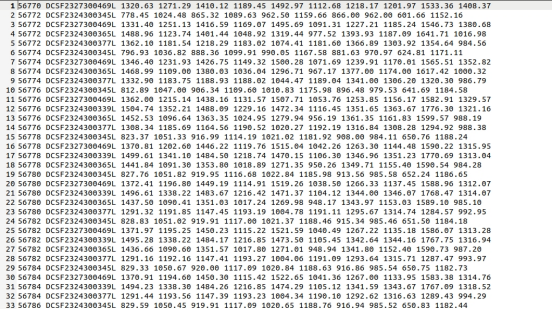 1 56770 DCSF2327300469L 1320.63 1271.29 1410.12 1189.45 1492.97 1112.68 1218.17 1201.97 1533.36 1408.37
2 56772 DCSF2324300345L 778.45 1024.48 865.32 1089.63 962.50 1159.66 866.00 962.00 601.66 1152.16
3 56772 DCSF2327300469L 1331.40 1251.13 1416.59 1169.07 1495.69 1091.31 1227.21 1185.24 1546.73 1380.68
4 56772 DCSF2324300377L 1488.96 1123.74 1401.44 1048.92 1319.44 977.52 1393.93 1187.09 1641.71 1016.98
5 56774 DCSF2327300469L 1362.10 1181.54 1218.29 1183.02 1474.41 1181.60 1366.89 1303.92 1354.64 984.56
6 56774 DCSF2324300345L 796.93 1036.82 888.36 1099.91 990.05 1167.58 881.63 970.97 624.81 1171.11
7 56774 DCSF2327300469L 1346.40 1231.93 1426.75 1149.32 1500.28 1071.69 1239.91 1170.01 1565.51 1352.82
8 56774 DCSF2324300345L 1468.99 1109.00 1380.03 1036.04 1296.71 967.17 1377.00 1174.00 1617.42 1000.32
9 56774 DCSF2324300377L 1332.90 1183.75 1188.93 1188.02 1044.47 1189.04 1341.00 1306.20 1320.30 986.79
10 56776 DCSF2324300345L 812.89 1047.00 906.34 1109.60 1010.83 1175.98 896.48 979.53 641.69 1184.58
11 56776 DCSF2327300469L 1362.00 1215.14 1438.16 1131.57 1507.71 1053.76 1253.85 1156.17 1582.91 1329.57
12 56776 DCSF2324300339L 1504.74 1352.21 1488.09 1229.16 1472.34 1116.45 1351.65 1363.67 1776.30 1321.16
13 56776 DCSF2324300345L 1452.53 1096.64 1363.35 1024.95 1279.94 956.19 1361.35 1161.83 1599.57 988.19
14 56776 DCSF2324300377L 1308.34 1185.69 1164.56 1190.52 1020.27 1192.19 1316.84 1308.28 1294.92 988.38
15 56778 DCSF2324300345L 823.37 1051.33 916.99 1114.19 1021.02 1181.92 908.00 984.11 650.76 1188.24
16 56778 DCSF2327300469L 1370.81 1202.60 1446.22 1119.76 1515.04 1042.26 1263.30 1144.48 1590.22 1315.95
17 56778 DCSF2324300339L 1499.61 1341.10 1484.50 1218.74 1470.15 1106.30 1346.96 1351.23 1770.69 1313.04
18 56778 DCSF2324300345L 1441.84 1091.30 1353.80 1018.89 1271.35 950.26 1349.71 1155.40 1590.54 984.28
19 56780 DCSF2324300345L 827.76 1051.82 919.95 1116.68 1022.84 1185.98 913.56 985.58 652.24 1186.65
20 56780 DCSF2327300469L 1372.41 1196.80 1449.19 1114.91 1519.26 1038.50 1266.33 1137.45 1588.96 1312.07
21 56780 DCSF2324300339L 1496.61 1338.22 1483.67 1216.42 1471.37 1104.12 1344.00 1346.07 1768.47 1314.07
22 56780 DCSF2324300345L 1437.50 1090.41 1351.03 1017.24 1269.98 948.17 1343.97 1153.03 1589.10 985.10
23 56780 DCSF2324300377L 1291.32 1191.85 1147.45 1193.19 1004.78 1191.11 1295.67 1314.74 1284.57 992.95
24 56782 DCSF2324300345L 828.83 1051.02 919.91 1117.00 1021.37 1188.46 915.34 985.46 651.50 1184.18
25 56782 DCSF2327300469L 1371.97 1195.25 1450.23 1115.22 1521.59 1040.49 1267.22 1135.18 1586.07 1313.28
26 56782 DCSF2324300339L 1495.28 1338.22 1484.17 1216.85 1473.50 1105.45 1342.64 1344.16 1767.75 1316.94
27 56782 DCSF2324300345L 1436.66 1090.60 1351.57 1017.80 1271.01 948.94 1341.80 1152.40 1590.73 987.20
28 56782 DCSF2324300377L 1291.16 1192.16 1147.41 1193.27 1004.06 1191.09 1293.64 1315.71 1287.47 993.97
29 56784 DCSF2324300345L 829.33 1050.67 920.00 1117.09 1020.84 1188.63 916.86 985.54 650.75 1182.73
30 56784 DCSF2327300469L 1370.91 1194.60 1450.30 1115.42 1522.65 1041.36 1267.00 1133.95 1583.38 1314.76
31 56784 DCSF2324300339L 1494.23 1338.30 1484.26 1216.85 1474.29 1105.12 1341.59 1343.67 1767.09 1318.52
32 56784 DCSF2324300377L 1291.44 1193.56 1147.39 1193.23 1004.34 1190.10 1292.62 1316.63 1289.43 994.29
33 56786 DCSF2324300345L 829.59 1050.45 919.91 1117.09 1020.65 1188.76 916.94 985.52 650.83 1182.44